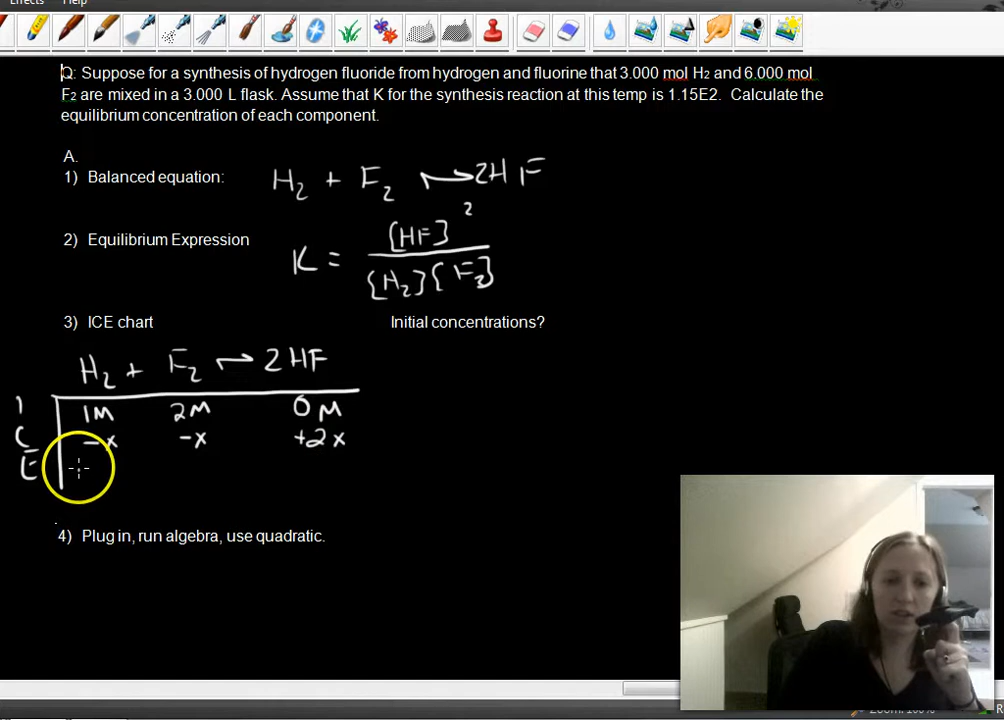 Effects Help
Q: Suppose for a synthesis of hydrogen fluoride from hydrogen and fluorine that 3.000 mol H2 and 6.000 mol
F2 are mixed in a 3.000 L flask. Assume that K for the synthesis reaction at this temp is 1.15E2. Calculate the
equilibrium concentration of each component.
A.
1) Balanced equation: H2 + F2 ⇌ 2HF
2) Equilibrium Expression K = [HF]² / [H2][F2]
3) ICE chart Initial concentrations?
H2 + F2 ⇌ 2HF
I 1M 2M 0M
C -x -x +2x
E
4) Plug in, run algebra, use quadratic.